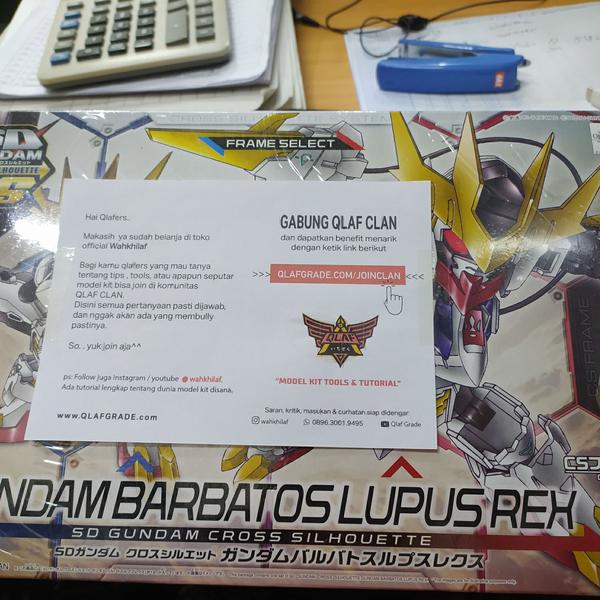 FRAME SELECT
Hai Qlafers..
Makasih ya sudah belanja di toko
official Wahkhilaf
Bagi kamu qlafers yang mau tanya
tentang tips , tools, atau apapun seputar
model kit bisa join di komunitas
QLAF CLAN.
Disini semua pertanyaan pasti dijawab,
dan nggak akan ada yang membully
pastinya.
So. . yuk join aja^^
ps: Follow juga Instagram / youtube wahkhilaf.
Ada tutorial lengkap tentang dunia model kit disana.
www.QLAFGRADE.com
GABUNG QLAF CLAN
dan dapatkan benefit menarik
dengan ketik link berikut
>>> QLAFGRADE.COM/JOINCLAN <<<
QLAF
"MODEL KIT TOOLS & TUTORIAL"
Saran, kritik, masukan & curhatan siap didengar:
wahkhilaf 0896.3001.9495 Qlaf Grade
NDAM BARBATOS LUPUS REX
SD GUNDAM CROSS SILHOUETTE
SDガンダム クロスシルエット ガンダムバルバトスルプスレクス